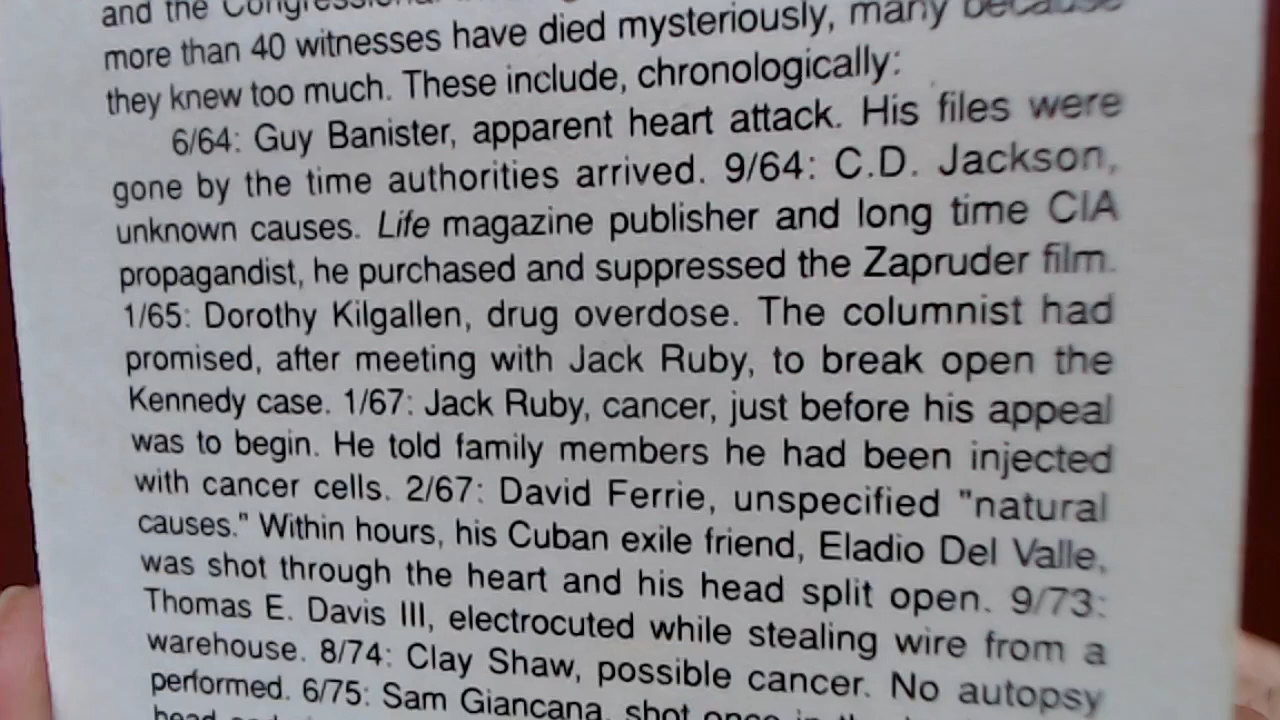 and the Congressional
more than 40 witnesses have died mysteriously, many because
they knew too much. These include, chronologically:
6/64: Guy Banister, apparent heart attack. His files were
gone by the time authorities arrived. 9/64: C.D. Jackson,
unknown causes. Life magazine publisher and long time CIA
propagandist, he purchased and suppressed the Zapruder film.
1/65: Dorothy Kilgallen, drug overdose. The columnist had
promised, after meeting with Jack Ruby, to break open the
Kennedy case. 1/67: Jack Ruby, cancer, just before his appeal
was to begin. He told family members he had been injected
with cancer cells. 2/67: David Ferrie, unspecified "natural
causes." Within hours, his Cuban exile friend, Eladio Del Valle,
was shot through the heart and his head split open. 9/73:
Thomas E. Davis III, electrocuted while stealing wire from a
warehouse. 8/74: Clay Shaw, possible cancer. No autopsy
performed. 6/75: Sam Giancana, shot once in the